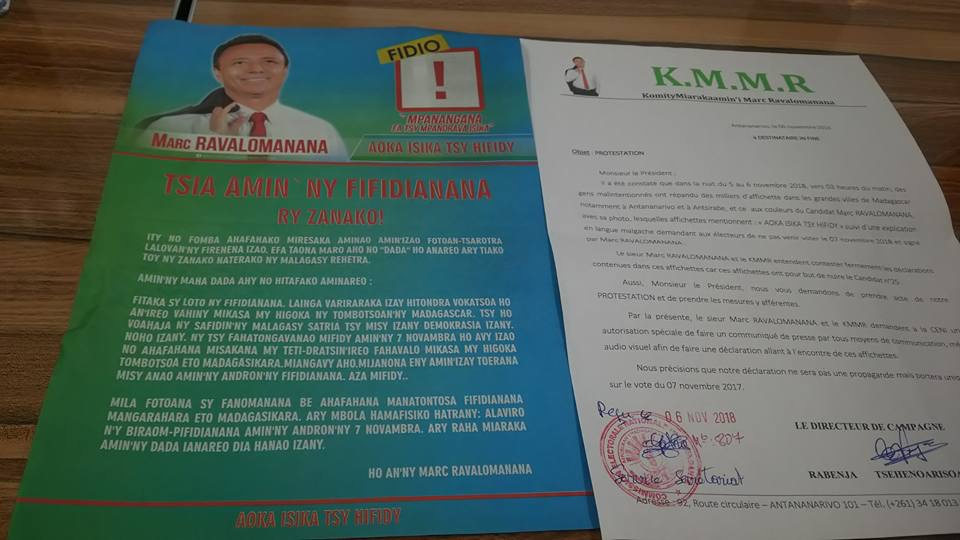 FIDIO
!
"MPANANGANA
FA TSY MPANDRAVA ISIKA"
MARC RAVALOMANANA
AOKA ISIKA TSY HIFIDY
TSIA AMIN`NY FIFIDIANANA
RY ZANAKO!
ITY NO FOMBA AHAFAHAKO MIRESAKA AMINAO AMIN'IZAO FOTOAN-TSAROTRA
LALOVAN'NY FIRENENA IZAO. EFA TAONA MARO AHO NO "DADA" HO ANAREO ARY TIAKO
TOY NY ZANAKO NATERAKO NY MALAGASY REHETRA.
AMIN'NY MAHA DADA AHY NO HITAFAKO AMINAREO :
FITAKA SY LOTO NY FIFIDIANANA. LAINGA VARIRARAKA IZAY HITONDRA VOKATSOA HO
AN'IREO VAHINY MIKASA MY HIGOKA NY TOMBOTSOAN'NY MADAGASCAR. TSY HO
VOAHAJA NY SAFIDIN'NY MALAGASY SATRIA TSY MISY IZANY DEMOKRASIA IZANY.
NOHO IZANY. NY TSY FAHATONGAVANAO MIFIDY AMIN'NY 7 NOVAMBRA HO AVY IZAO
NO AHAFAHANA MISAKANA MY TETI-DRATSIN'IREO FAHAVALO MIKASA MY HIGOKA
TOMBOTSOA ETO MADAGASIKARA.MIANGAVY AHO.MIJANONA ENY AMIN'IZAY TOERANA
MISY ANAO AMIN'NY ANDRON'NY FIFIDIANANA. AZA MIFIDY..
MILA FOTOANA SY FANOMANANA BE AHAFAHANA MANATONTOSA FIFIDIANANA
MANGARAHARA ETO MADAGASIKARA. ARY MBOLA HAMAFISIKO HATRANY: ALAVIRO
N'Y BIRAOM-PIFIDIANANA AMIN'NY ANDRON'NY 7 NOVAMBRA. ARY RAHA MIARAKA
AMIN'NY DADA IANAREO DIA HANAO IZANY.
HO AN'NY MARC RAVALOMANANA
AOKA ISIKA TSY HIFIDY
K.M.M.R
KomityMiarakaamin'i Marc Ravalomanana
Antananarivo, le 06 novembre 2018
A DESTINATAIRE IN FINE
Objet : PROTESTATION
Monsieur le Président ;
Il a été constaté que dans la nuit du 5 au 6 novembre 2018, vers 03 heures du matin, des
gens malintentionnés ont répandu des milliers d'affichette dans les grandes villes de Madagascar
notamment à Antananarivo et à Antsirabe, et ce aux couleurs du Candidat Marc RAVALOMANANA,
avec sa photo, lesquelles affichettes mentionnent : « AOKA ISIKA TSY HIFIDY » suivi d'une explication
en langue malgache demandant aux électeurs de ne pas venir voter le 07 novembre 2018 et signé
par Marc RAVALOMANANA.
Le sieur Marc RAVALOMANANA et le KMMR entendent contester fermement les déclarations
contenues dans ces affichettes car ces affichettes ont pour but de nuire le Candidat n°25.
Aussi, Monsieur le Président, nous vous demandons de prendre acte de notre
PROTESTATION et de prendre les mesures y afférentes.
Par la présente, le sieur Marc RAVALOMANANA et le KMMR demandent à la CENI
autorisation spéciale de faire un communiqué de presse par tous moyens de communication,
audio visuel afin de faire une déclaration allant à l'encontre de ces affichettes.
Nous précisons que notre déclaration ne sera pas une propagande mais portera
sur le vote du 07 novembre 2017.
Reçu le 06 NOV 2018
N° 807
Service Secrétariat
LE DIRECTEUR DE CAMPAGNE
RABENJA TSEHENOARISOA
Adresse : 92, Route circulaire – ANTANANARIVO 101 – Tél. (+261) 34 18 013